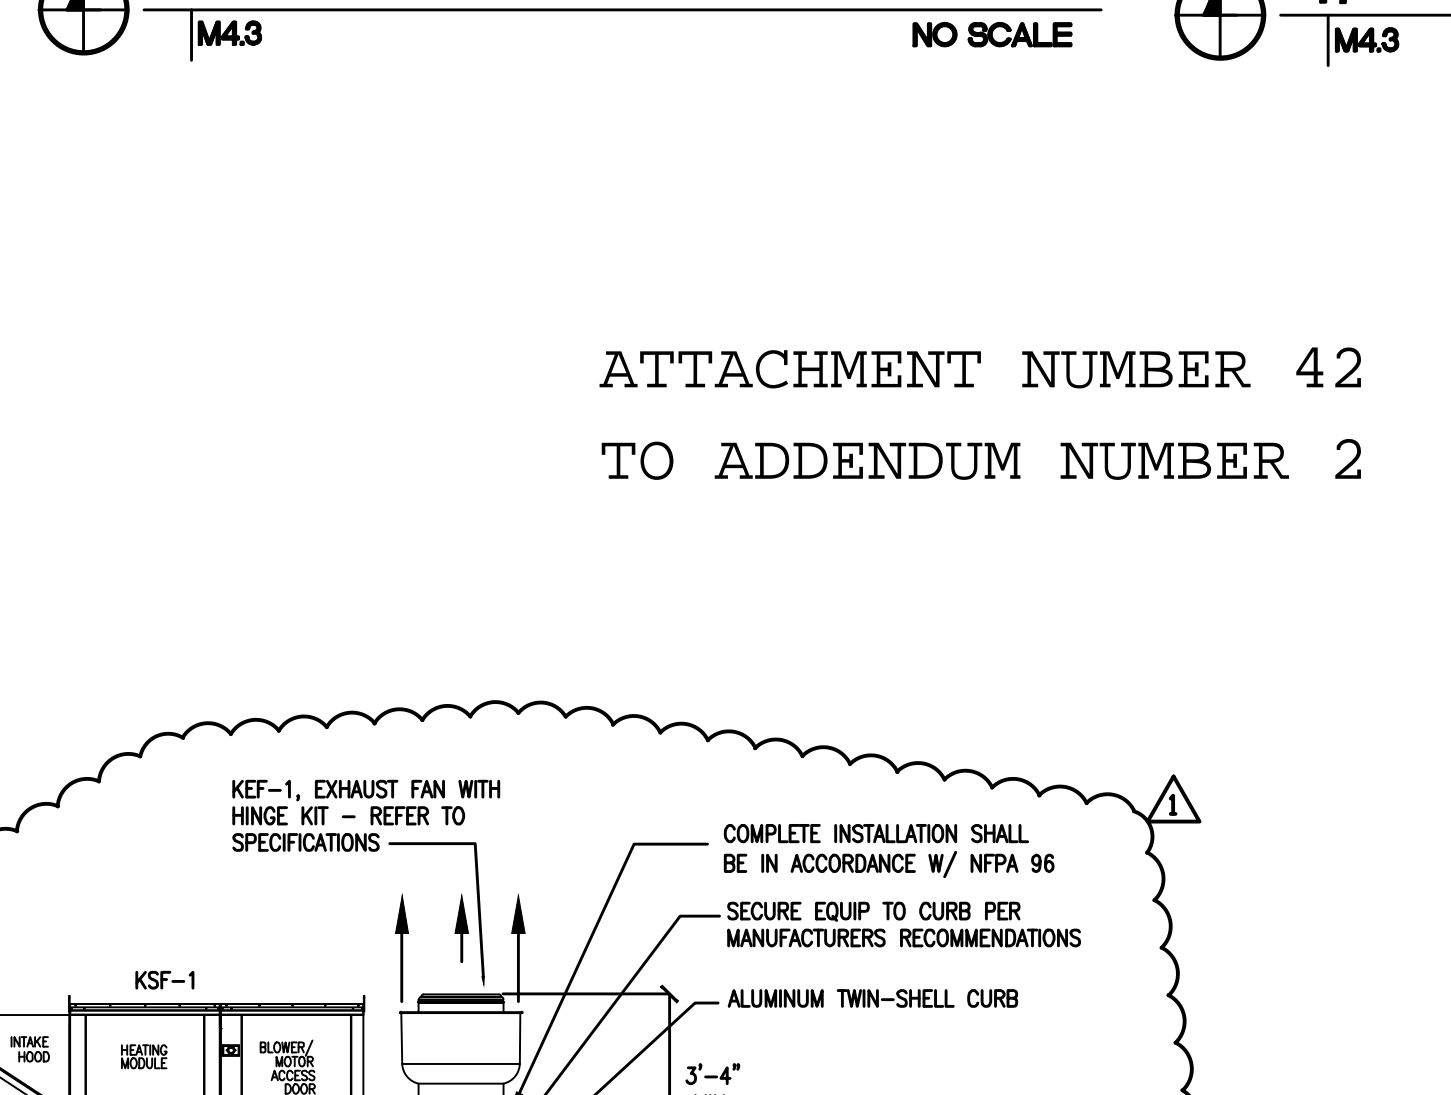 M4.3
NO SCALE
M4.3
ATTACHMENT NUMBER 42
TO ADDENDUM NUMBER 2
1
KEF-1, EXHAUST FAN WITH
HINGE KIT - REFER TO
SPECIFICATIONS
COMPLETE INSTALLATION SHALL
BE IN ACCORDANCE W/ NFPA 96
SECURE EQUIP TO CURB PER
MANUFACTURERS RECOMMENDATIONS
ALUMINUM TWIN-SHELL CURB
KSF-1
INTAKE
HOOD
HEATING
MODULE
BLOWER/
MOTOR
ACCESS
DOOR
3'-4"